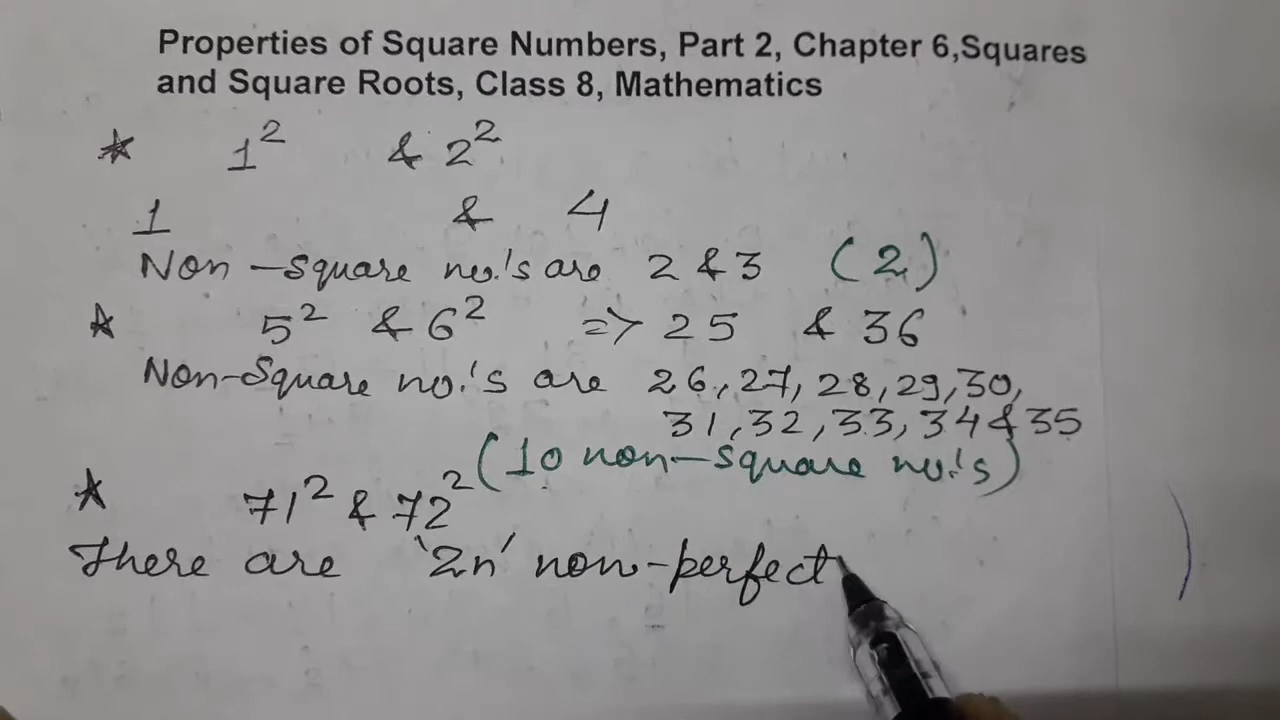 Properties of Square Numbers, Part 2, Chapter 6,Squares
and Square Roots, Class 8, Mathematics
☆ 1² & 2²
1 & 4
Non-square no.'s are 2 & 3 (2)
☆ 5² & 6² => 25 & 36
Non-Square no.'s are 26, 27, 28, 29, 30,
31, 32, 33, 34 & 35
(10 non-square no.'s)
☆ 71² & 72²
There are '2n' non-perfect